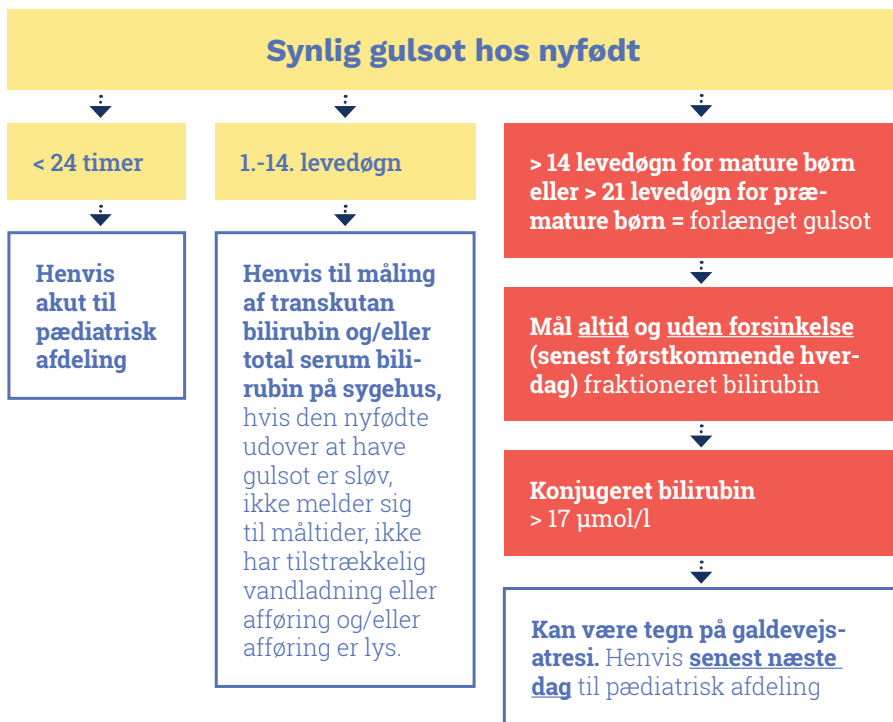 Synlig gulsot hos nyfødt
< 24 timer
Henvis
akut til
pædiatrisk
afdeling
1.-14. levedøgn
Henvis til måling
af transkutan
bilirubin og/eller
total serum bili-
rubin på sygehus,
hvis den nyfødte
udover at have
gulsot er sløv,
ikke melder sig
til måltider, ikke
har tilstrækkelig
vandladning eller
afføring og/eller
afføring er lys.
> 14 levedøgn for mature børn
eller > 21 levedøgn for præ-
mature børn = forlænget gulsot
Mål altid og uden forsinkelse
(senest førstkommende hver-
dag) fraktioneret bilirubin
Konjugeret bilirubin
> 17 µmol/l
Kan være tegn på galdevejs-
atresi. Henvis senest næste
dag til pædiatrisk afdeling